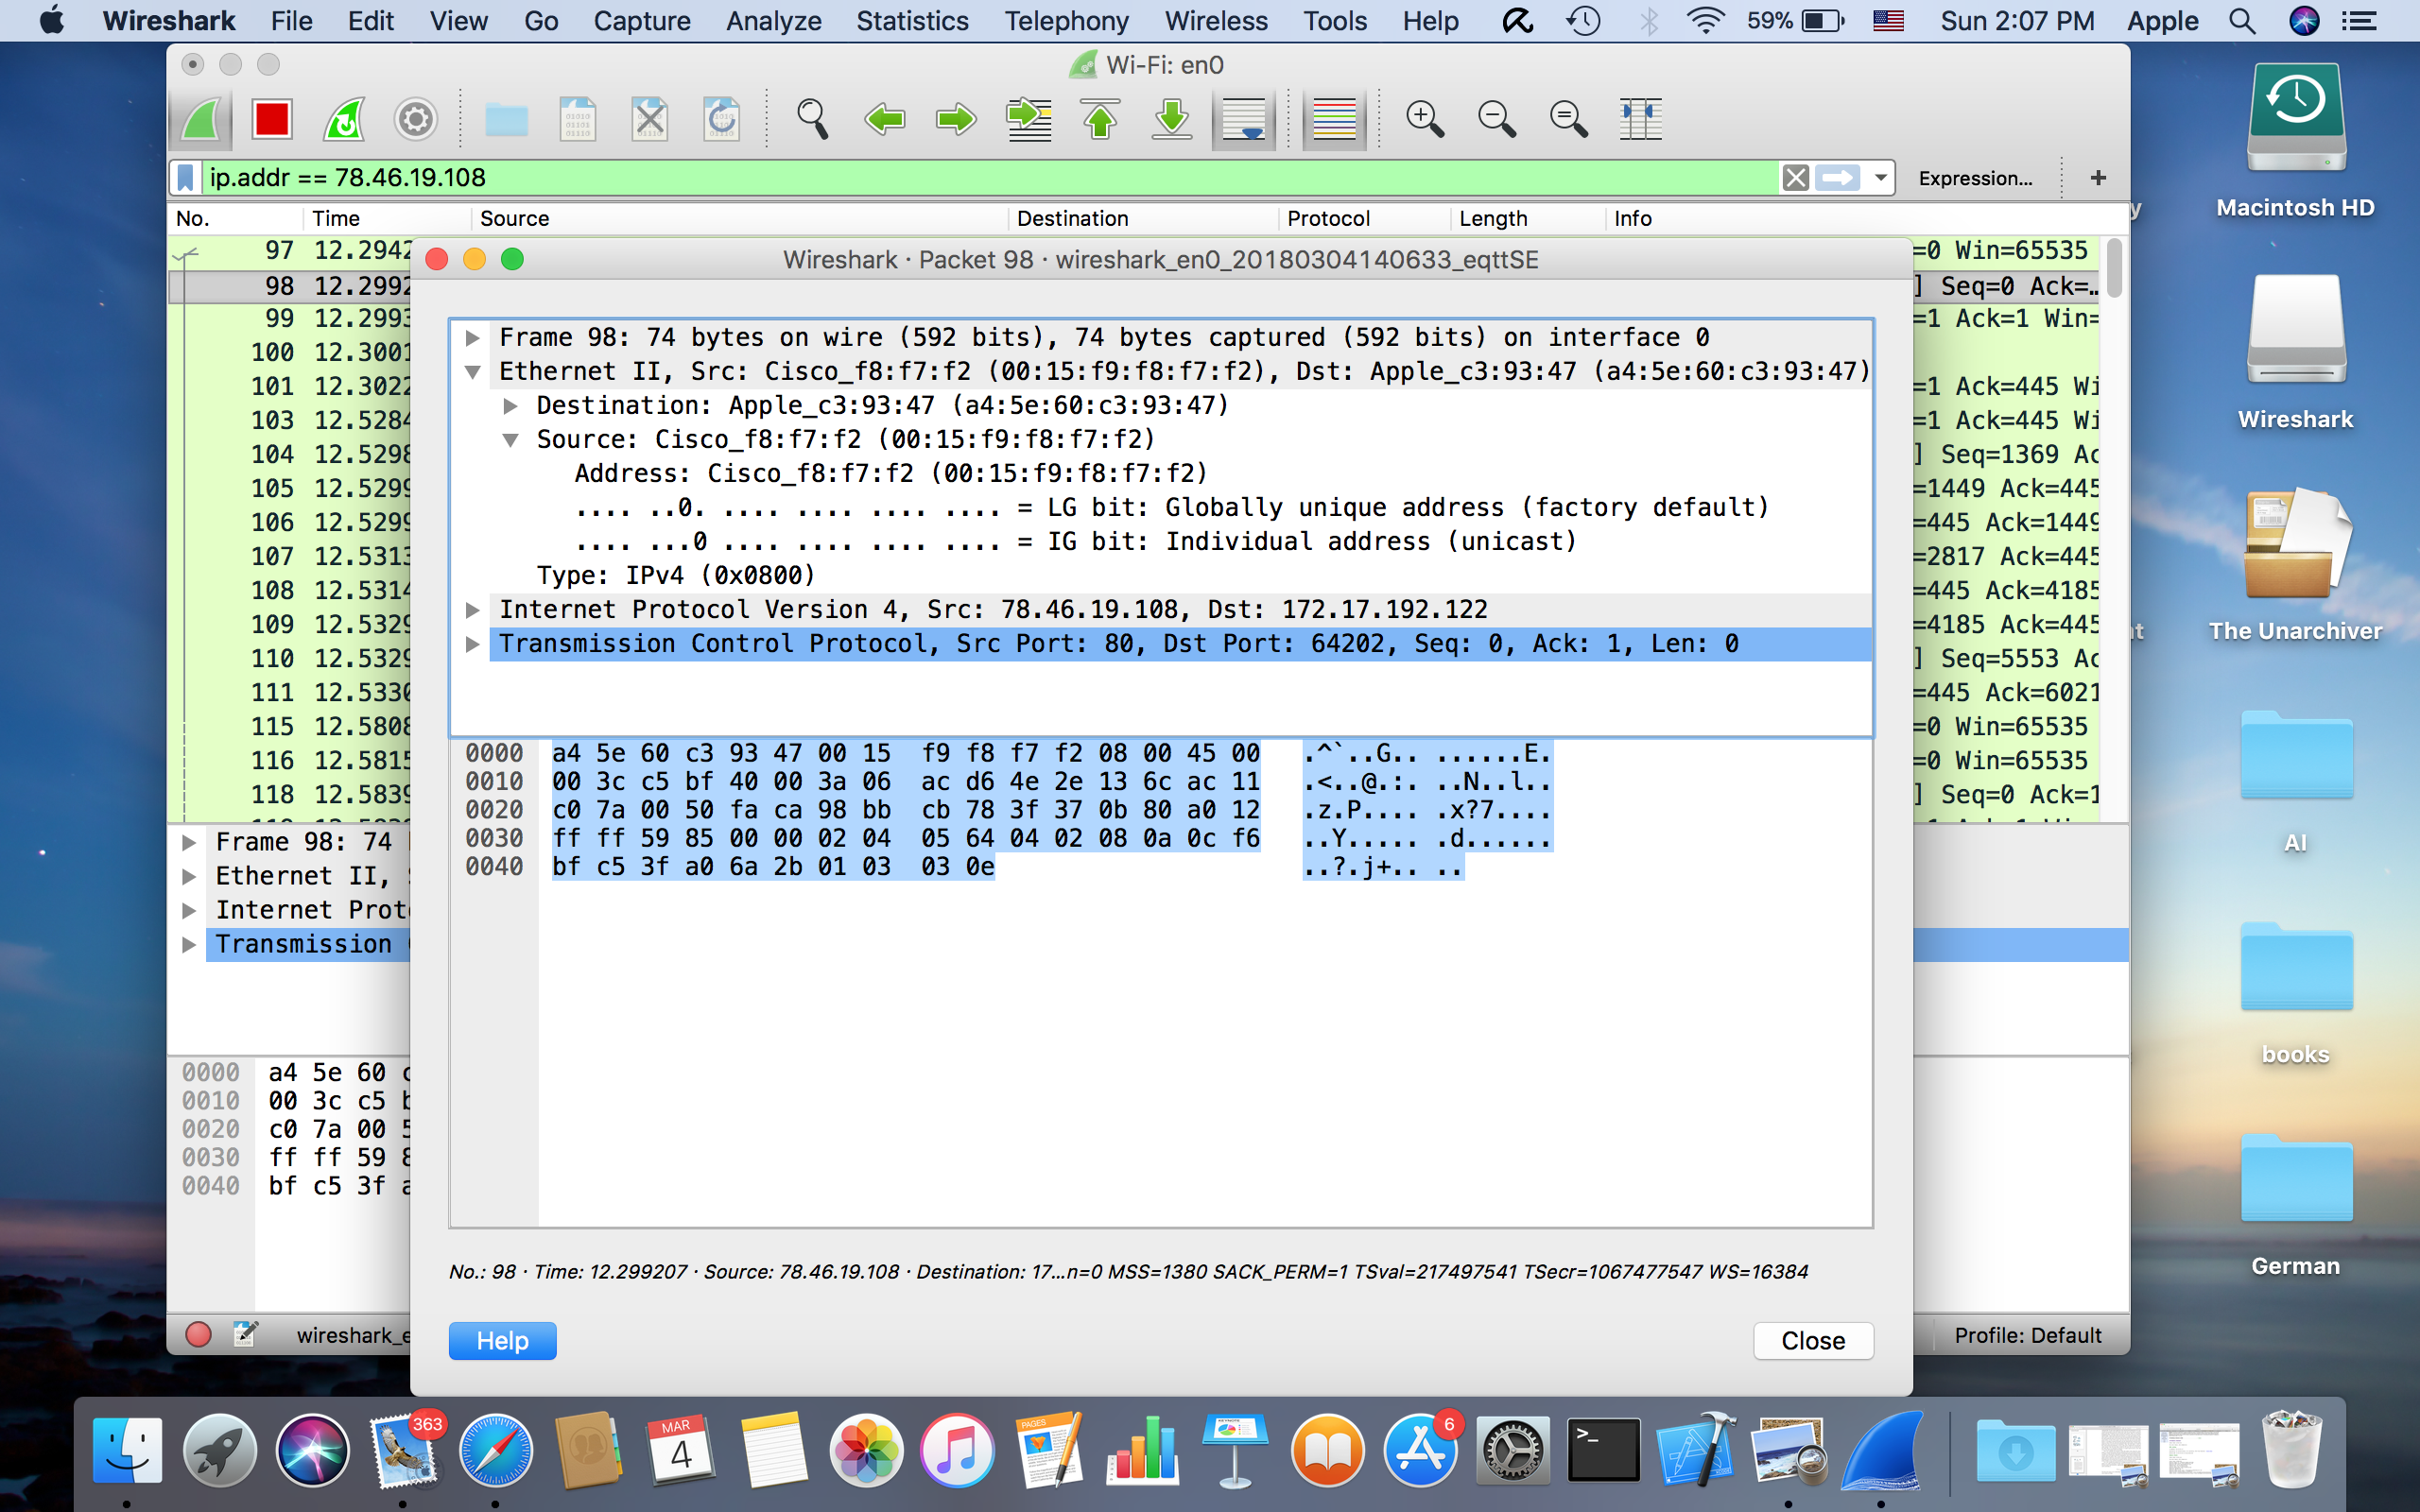 Wireshark File Edit View Go Capture Analyze Statistics Telephony Wireless Tools Help 59% Sun 2:07 PM Apple
Wi-Fi: en0
ip.addr == 78.46.19.108 Expression... +
No. Time Source Destination Protocol Length Info
97 12.2942 =0 Win=65535
98 12.2992 ] Seq=0 Ack=…
99 12.2993 =1 Ack=1 Win=
100 12.3001
101 12.3022 =1 Ack=445 Wi
103 12.5284 =1 Ack=445 Wi
104 12.5298 ] Seq=1369 Ac
105 12.5299 =1449 Ack=445
106 12.5299 =445 Ack=1449
107 12.5313 =2817 Ack=445
108 12.5314 =445 Ack=4185
109 12.5329 =4185 Ack=445
110 12.5329 ] Seq=5553 Ac
111 12.5330 =445 Ack=6021
115 12.5808 =0 Win=65535
116 12.5815 =0 Win=65535
118 12.5839 ] Seq=0 Ack=1
Frame 98: 74
Ethernet II,
Internet Proto
Transmission
0000 a4 5e 60
0010 00 3c c5
0020 c0 7a 00
0030 ff ff 59
0040 bf c5 3f
wireshark_e
Profile: Default
Wireshark · Packet 98 · wireshark_en0_20180304140633_eqttSE
Frame 98: 74 bytes on wire (592 bits), 74 bytes captured (592 bits) on interface 0
Ethernet II, Src: Cisco_f8:f7:f2 (00:15:f9:f8:f7:f2), Dst: Apple_c3:93:47 (a4:5e:60:c3:93:47)
Destination: Apple_c3:93:47 (a4:5e:60:c3:93:47)
Source: Cisco_f8:f7:f2 (00:15:f9:f8:f7:f2)
Address: Cisco_f8:f7:f2 (00:15:f9:f8:f7:f2)
.... ..0. .... .... .... .... = LG bit: Globally unique address (factory default)
.... ...0 .... .... .... .... = IG bit: Individual address (unicast)
Type: IPv4 (0x0800)
Internet Protocol Version 4, Src: 78.46.19.108, Dst: 172.17.192.122
Transmission Control Protocol, Src Port: 80, Dst Port: 64202, Seq: 0, Ack: 1, Len: 0
0000 a4 5e 60 c3 93 47 00 15 f9 f8 f7 f2 08 00 45 00 .^`..G.. ......E.
0010 00 3c c5 bf 40 00 3a 06 ac d6 4e 2e 13 6c ac 11 .<..@.:. ..N..l..
0020 c0 7a 00 50 fa ca 98 bb cb 78 3f 37 0b 80 a0 12 .z.P.... .x?7....
0030 ff ff 59 85 00 00 02 04 05 64 04 02 08 0a 0c f6 ..Y..... .d......
0040 bf c5 3f a0 6a 2b 01 03 03 0e ..?.j+.. ..
No.: 98 · Time: 12.299207 · Source: 78.46.19.108 · Destination: 17…n=0 MSS=1380 SACK_PERM=1 TSval=217497541 TSecr=1067477547 WS=16384
Help
Close
Macintosh HD
Wireshark
The Unarchiver
AI
books
German
363
MAR
4
PAGES
6
>_